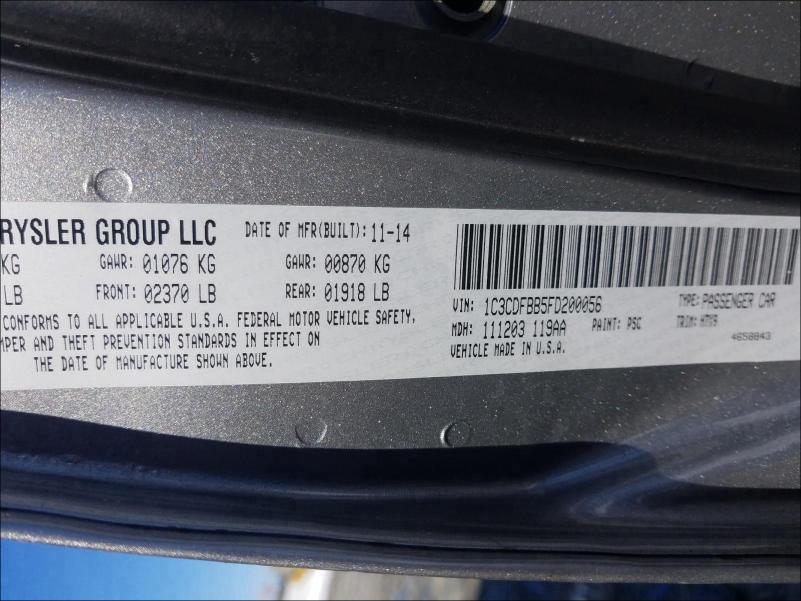 RYSLER GROUP LLC DATE OF MFR(BUILT): 11-14
KG GAWR: 01076 KG GAWR: 00870 KG
LB FRONT: 02370 LB REAR: 01918 LB
CONFORMS TO ALL APPLICABLE U.S.A. FEDERAL MOTOR VEHICLE SAFETY,
MPER AND THEFT PREVENTION STANDARDS IN EFFECT ON
THE DATE OF MANUFACTURE SHOWN ABOVE.
VIN: 1C3CDFBB5FD200056 TYPE: PASSENGER CAR
MDH: 111203 119AA PAINT: PSC TRIM: HTV9
VEHICLE MADE IN U.S.A. 4658843